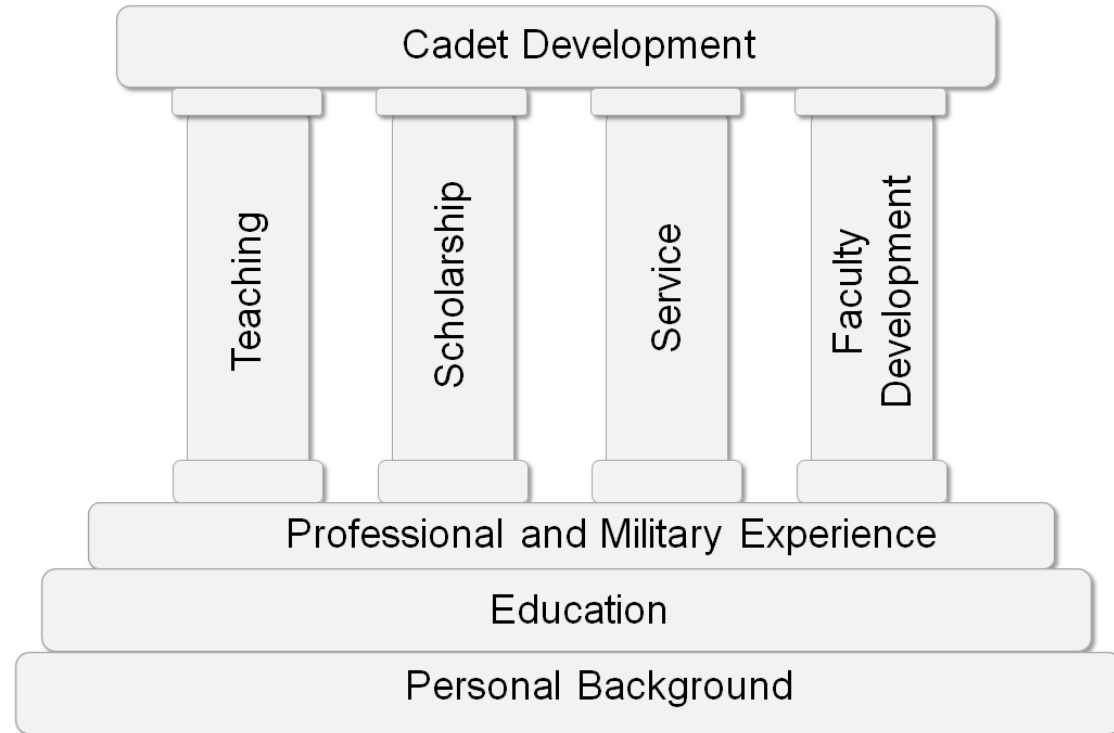 Cadet Development
Teaching
Scholarship
Service
Faculty
Development
Professional and Military Experience
Education
Personal Background